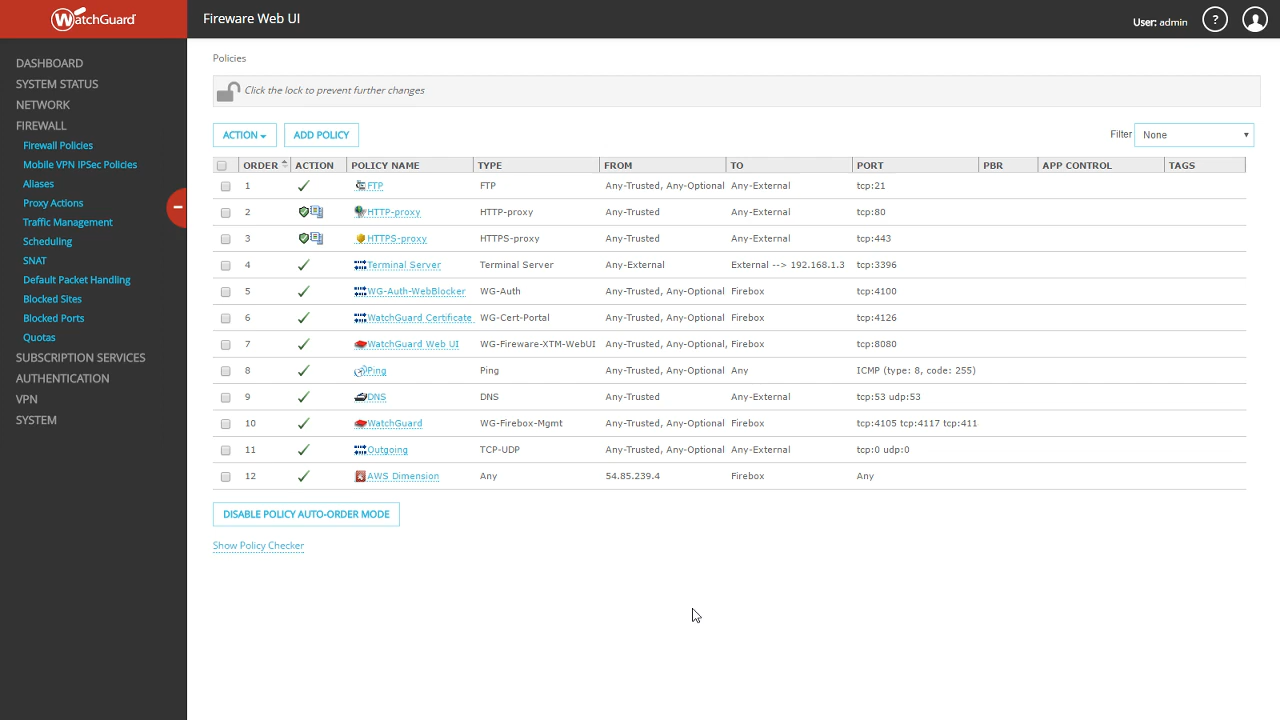 WatchGuard
Fireware Web UI
User: admin
?
DASHBOARD
SYSTEM STATUS
NETWORK
FIREWALL
Firewall Policies
Mobile VPN IPSec Policies
Aliases
Proxy Actions
Traffic Management
Scheduling
SNAT
Default Packet Handling
Blocked Sites
Blocked Ports
Quotas
SUBSCRIPTION SERVICES
AUTHENTICATION
VPN
SYSTEM
Policies
Click the lock to prevent further changes
ACTION ADD POLICY Filter None
ORDER ACTION POLICY NAME TYPE FROM TO PORT PBR APP CONTROL TAGS
1 FTP FTP Any-Trusted, Any-Optional Any-External tcp:21
2 HTTP-proxy HTTP-proxy Any-Trusted Any-External tcp:80
3 HTTPS-proxy HTTPS-proxy Any-Trusted Any-External tcp:443
4 Terminal Server Terminal Server Any-External External --> 192.168.1.3 tcp:3396
5 WG-Auth-WebBlocker WG-Auth Any-Trusted, Any-Optional Firebox tcp:4100
6 WatchGuard Certificate WG-Cert-Portal Any-Trusted, Any-Optional Firebox tcp:4126
7 WatchGuard Web UI WG-Fireware-XTM-WebUI Any-Trusted, Any-Optional, Firebox tcp:8080
8 Ping Ping Any-Trusted, Any-Optional Any ICMP (type: 8, code: 255)
9 DNS DNS Any-Trusted Any-External tcp:53 udp:53
10 WatchGuard WG-Firebox-Mgmt Any-Trusted, Any-Optional Firebox tcp:4105 tcp:4117 tcp:411
11 Outgoing TCP-UDP Any-Trusted, Any-Optional Any-External tcp:0 udp:0
12 AWS Dimension Any 54.85.239.4 Firebox Any
DISABLE POLICY AUTO-ORDER MODE
Show Policy Checker